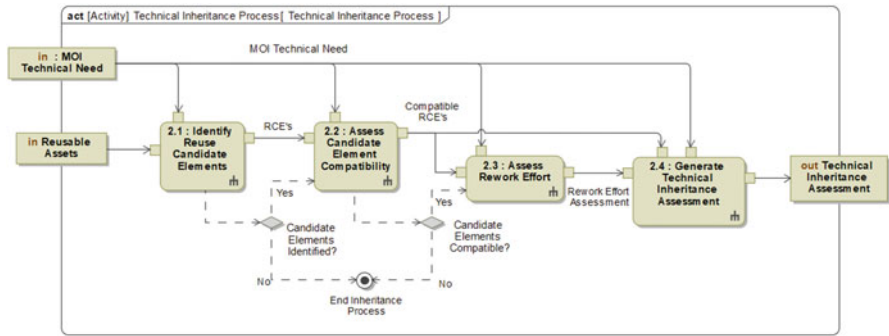 act [Activity] Technical Inheritance Process[ Technical Inheritance Process ]
in : MOI
Technical Need
MOI Technical Need
in Reusable
Assets
2.1 : Identify
Reuse
Candidate
Elements
RCE's
2.2 : Assess
Candidate
Element
Compatibility
Compatible
RCE's
2.3 : Assess
Rework Effort
Rework Effort
Assessment
2.4 : Generate
Technical
Inheritance
Assessment
out Technical
Inheritance
Assessment
Yes
Candidate
Elements
Identified?
Yes
Candidate
Elements
Compatible?
No
No
End Inheritance
Process